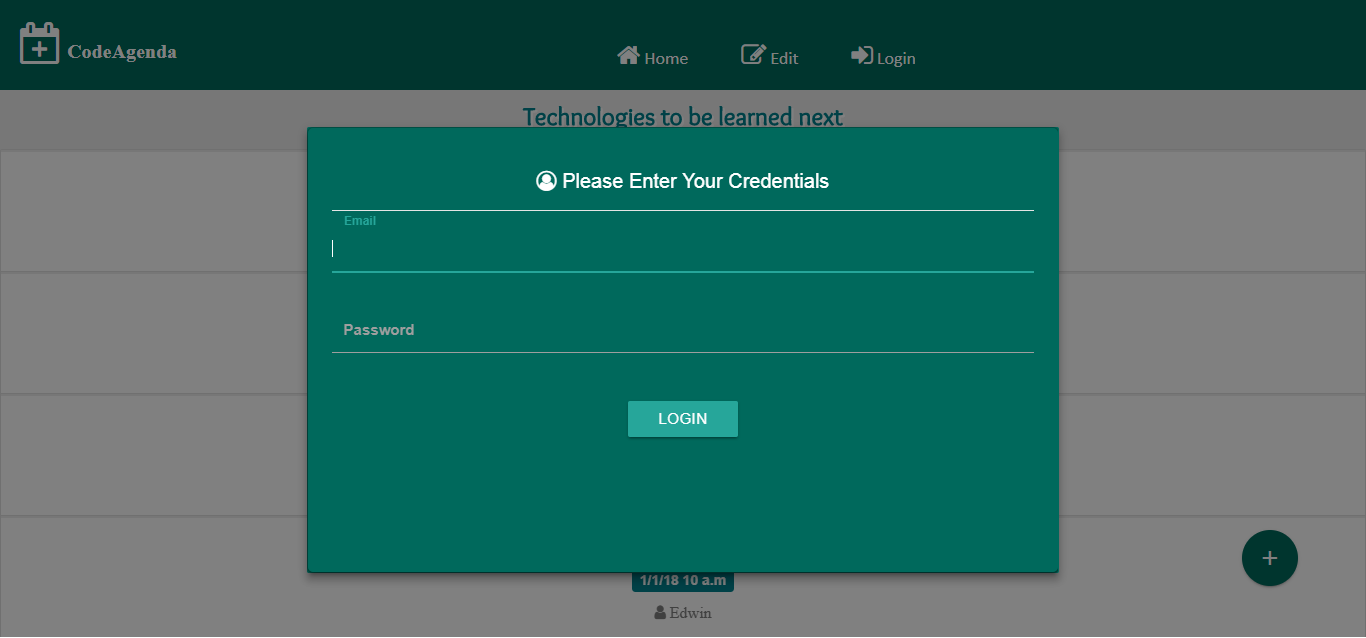 CodeAgenda
Home Edit Login
Technologies to be learned next
Please Enter Your Credentials
Email
Password
LOGIN
1/1/18 10 a.m
Edwin